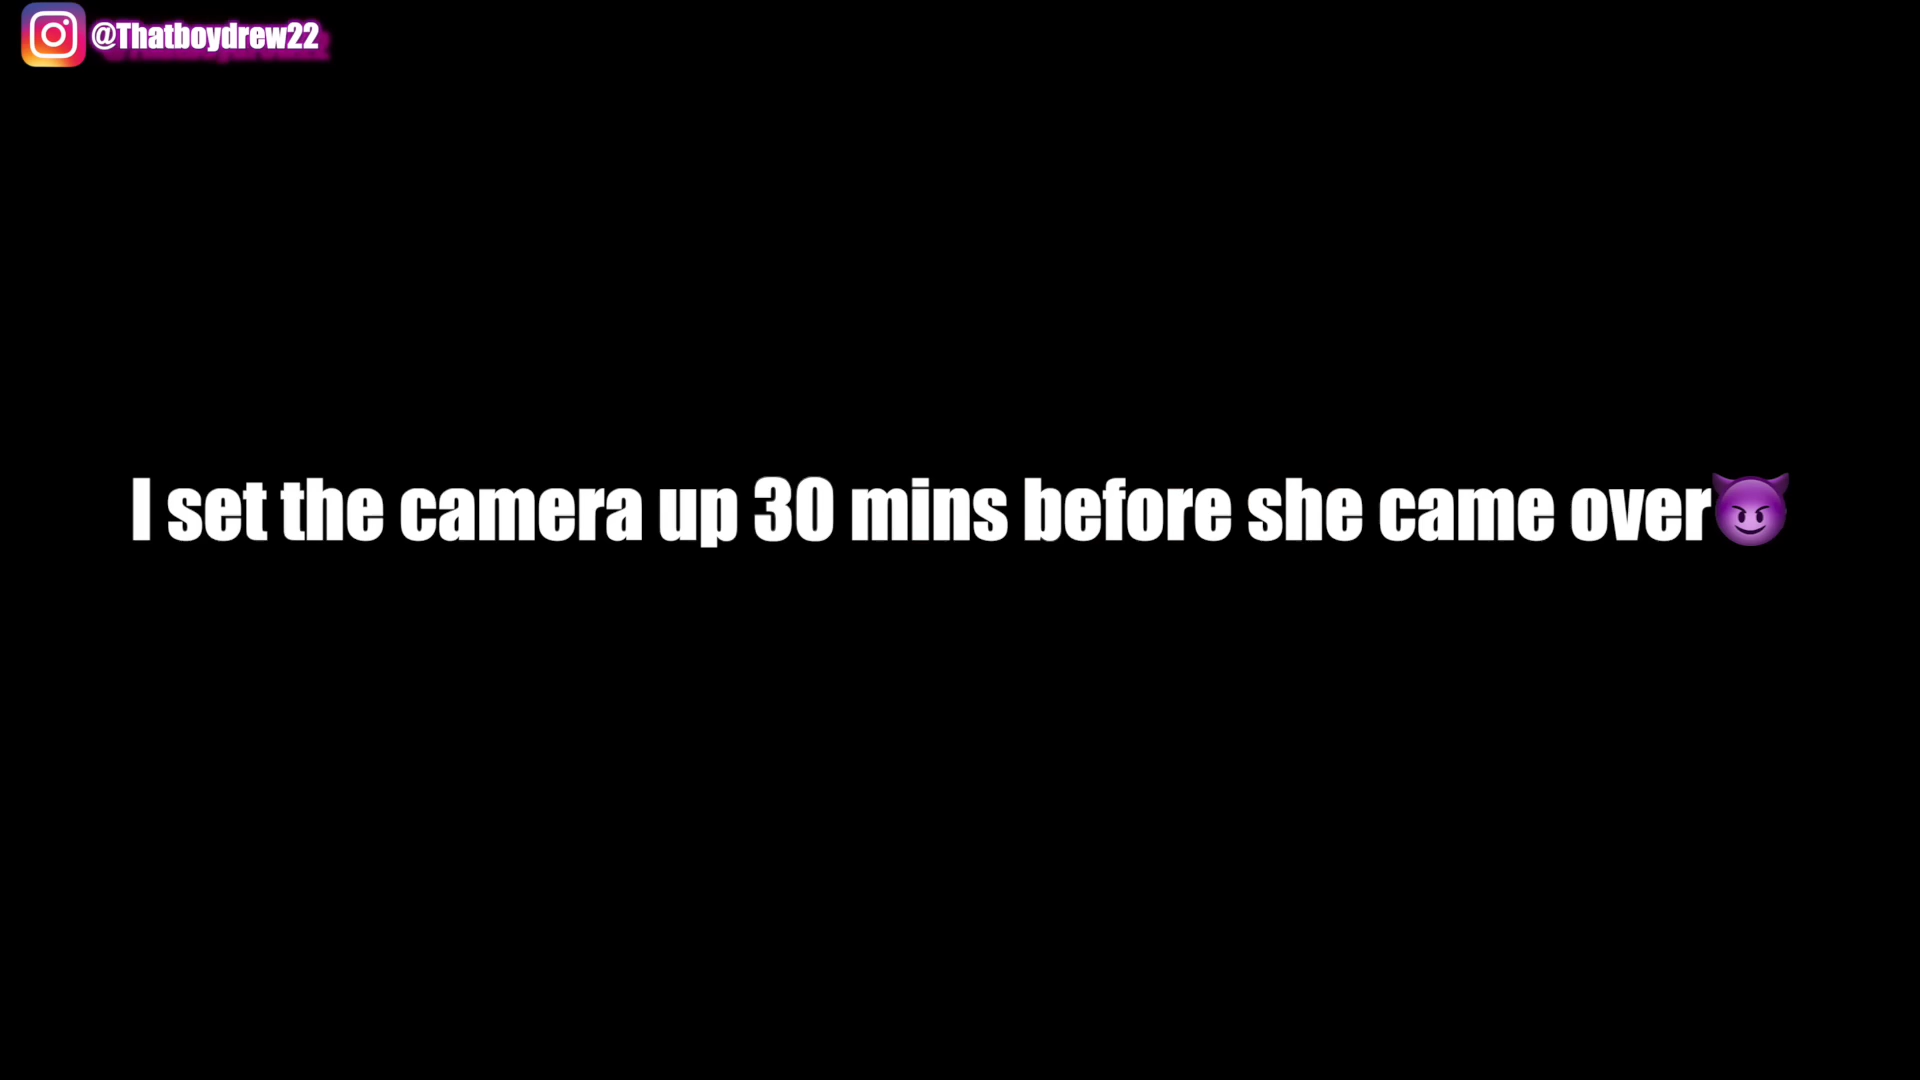 @Thatboydrew22
I set the camera up 30 mins before she came over😈